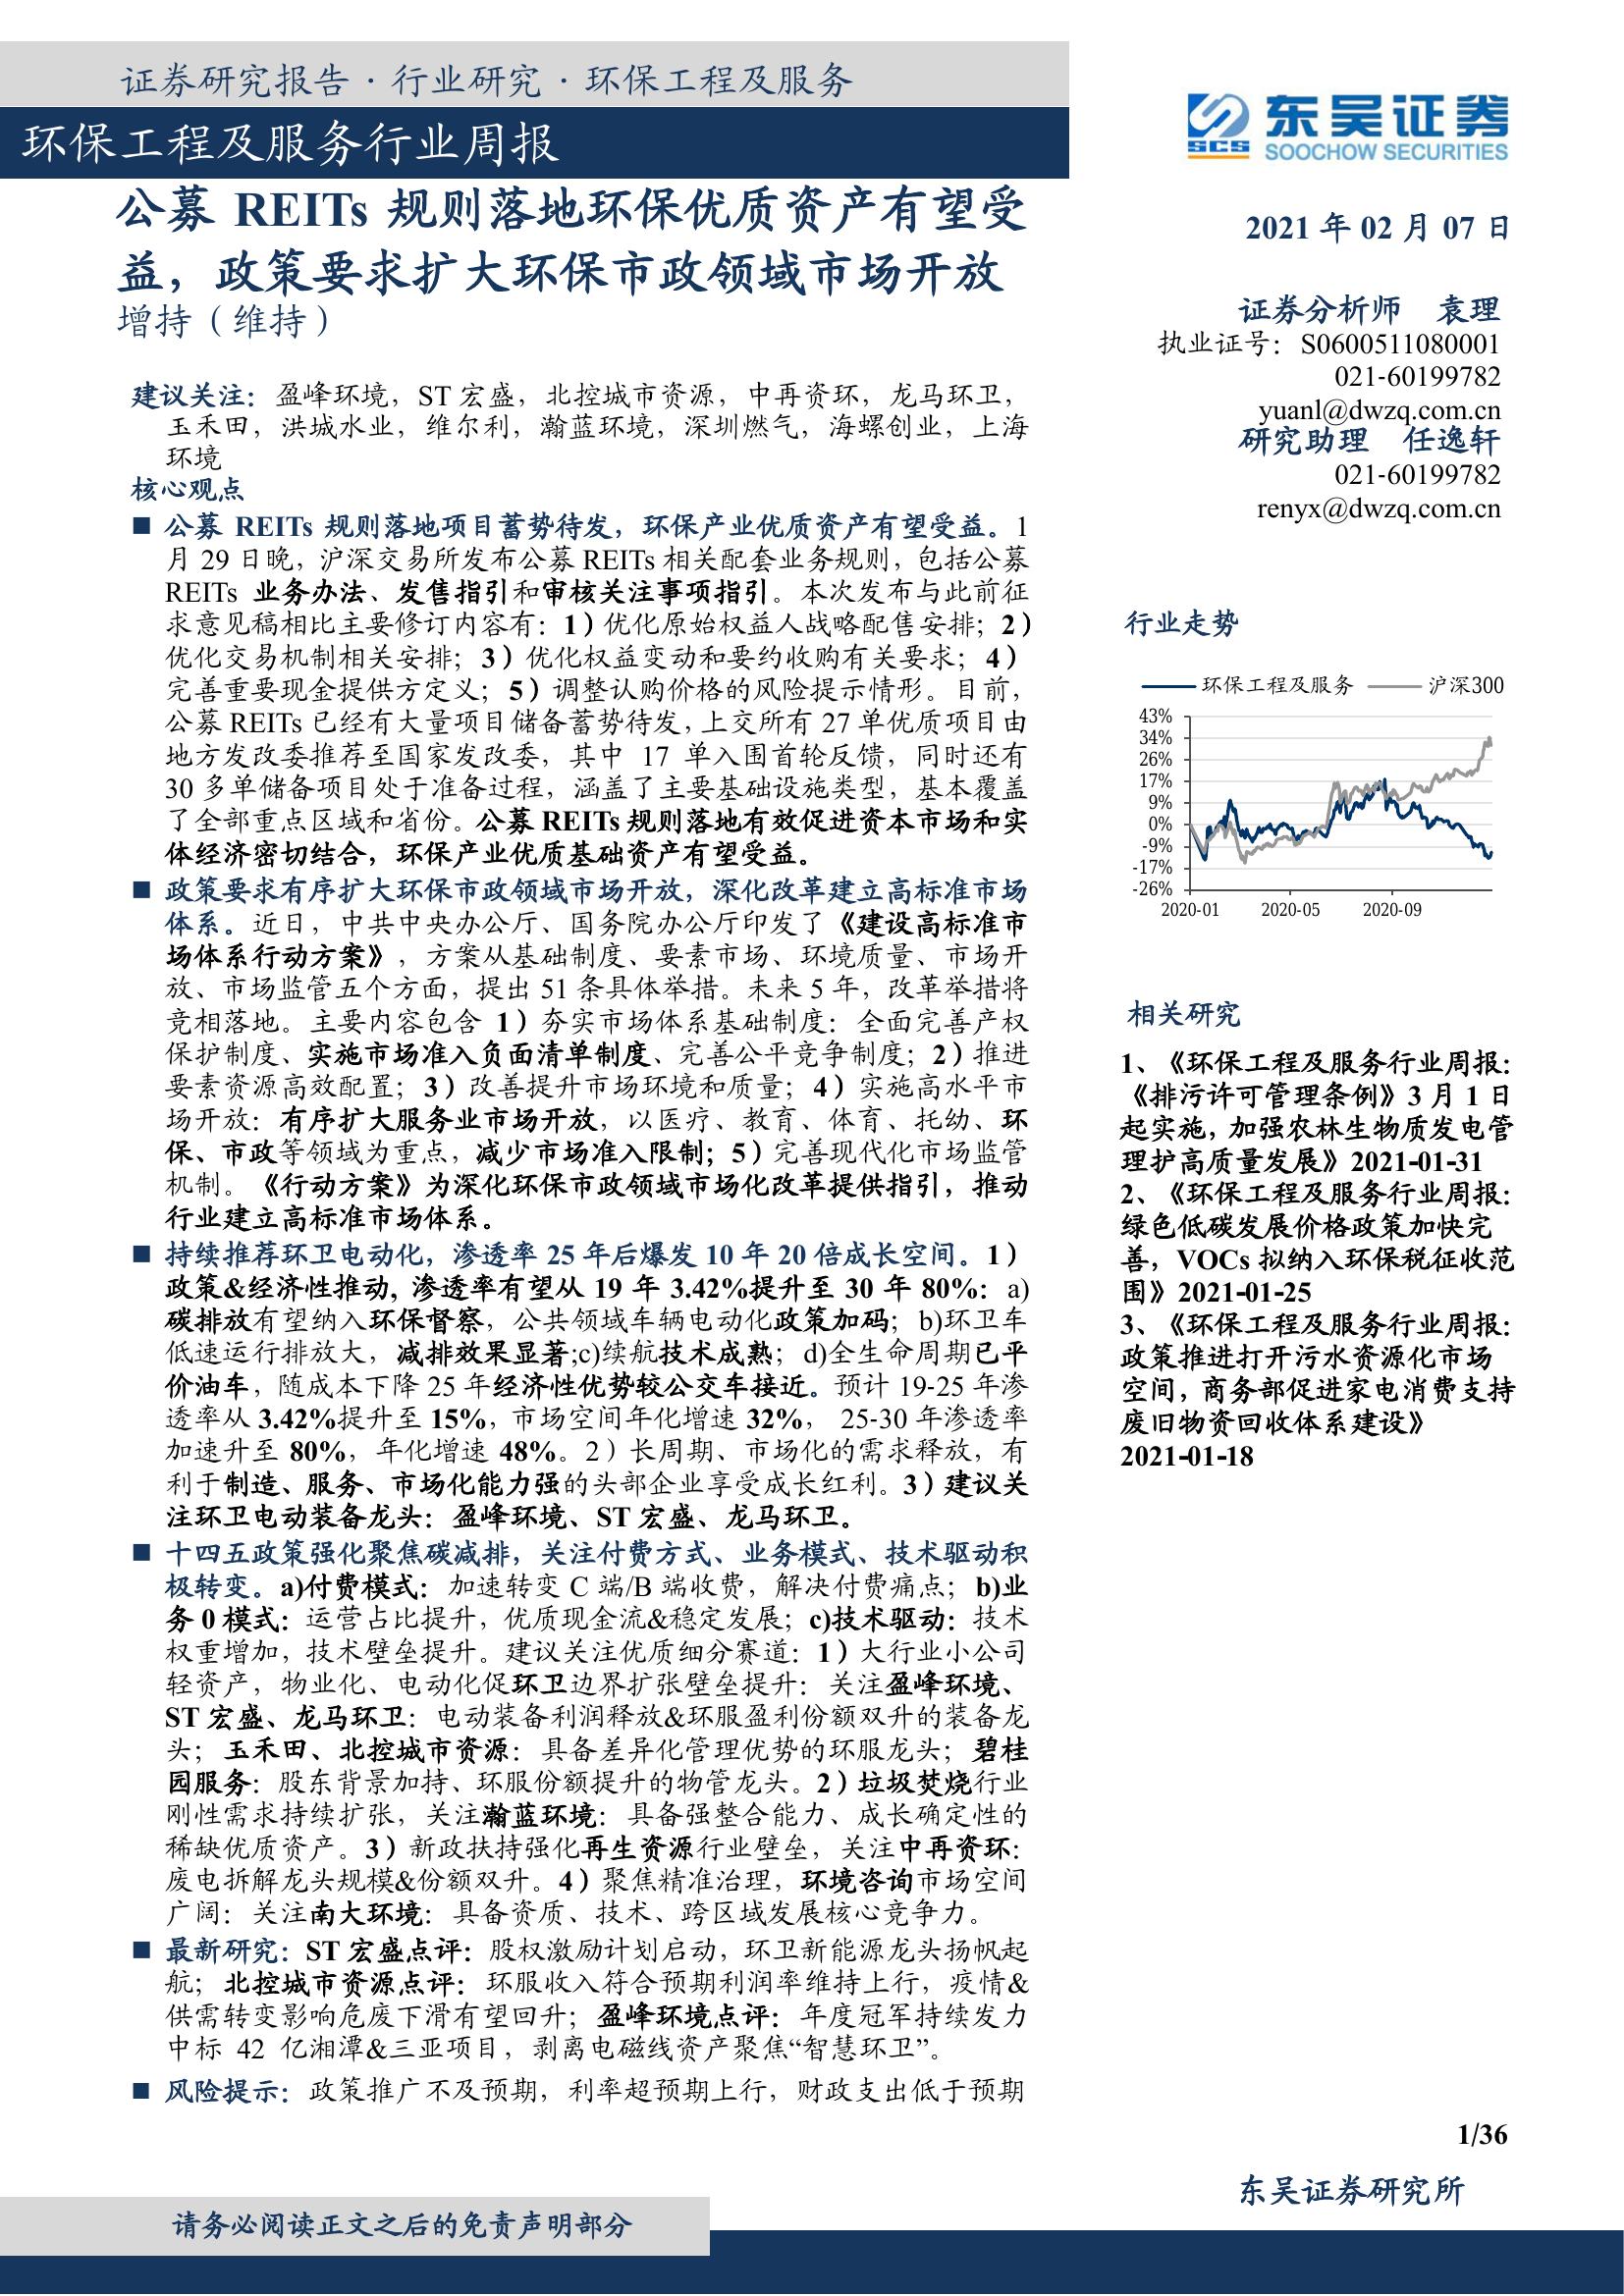 证券研究报告·行业研究·环保工程及服务
环保工程及服务行业周报
公募 REITs 规则落地环保优质资产有望受
益，政策要求扩大环保市政领域市场开放
增持（维持）
建议关注：盈峰环境，ST 宏盛，北控城市资源，中再资环，龙马环卫，
玉禾田，洪城水业，维尔利，瀚蓝环境，深圳燃气，海螺创业，上海
环境
核心观点
■ 公募 REITs 规则落地项目蓄势待发，环保产业优质资产有望受益。1
月 29 日晚，沪深交易所发布公募 REITs 相关配套业务规则，包括公募
REITs 业务办法、发售指引和审核关注事项指引。本次发布与此前征
求意见稿相比主要修订内容有：1）优化原始权益人战略配售安排；2）
优化交易机制相关安排；3）优化权益变动和要约收购有关要求；4）
完善重要现金提供方定义；5）调整认购价格的风险提示情形。目前，
公募 REITs 已经有大量项目储备蓄势待发，上交所有 27 单优质项目由
地方发改委推荐至国家发改委，其中 17 单入围首轮反馈，同时还有
30 多单储备项目处于准备过程，涵盖了主要基础设施类型，基本覆盖
了全部重点区域和省份。公募 REITs 规则落地有效促进资本市场和实
体经济密切结合，环保产业优质基础资产有望受益。
■ 政策要求有序扩大环保市政领域市场开放，深化改革建立高标准市场
体系。近日，中共中央办公厅、国务院办公厅印发了《建设高标准市
场体系行动方案》，方案从基础制度、要素市场、环境质量、市场开
放、市场监管五个方面，提出 51 条具体举措。未来 5 年，改革举措将
竞相落地。主要内容包含 1）夯实市场体系基础制度：全面完善产权
保护制度、实施市场准入负面清单制度、完善公平竞争制度；2）推进
要素资源高效配置；3）改善提升市场环境和质量；4）实施高水平市
场开放：有序扩大服务业市场开放，以医疗、教育、体育、托幼、环
保、市政等领域为重点，减少市场准入限制；5）完善现代化市场监管
机制。《行动方案》为深化环保市政领域市场化改革提供指引，推动
行业建立高标准市场体系。
■ 持续推荐环卫电动化，渗透率 25 年后爆发 10 年 20 倍成长空间。1）
政策&经济性推动，渗透率有望从 19 年 3.42%提升至 30 年 80%：a)
碳排放有望纳入环保督察，公共领域车辆电动化政策加码；b)环卫车
低速运行排放大，减排效果显著;c)续航技术成熟；d)全生命周期已平
价油车，随成本下降 25 年经济性优势较公交车接近。预计 19-25 年渗
透率从 3.42%提升至 15%，市场空间年化增速 32%， 25-30 年渗透率
加速升至 80%，年化增速 48%。2）长周期、市场化的需求释放，有
利于制造、服务、市场化能力强的头部企业享受成长红利。3）建议关
注环卫电动装备龙头：盈峰环境、ST 宏盛、龙马环卫。
■ 十四五政策强化聚焦碳减排，关注付费方式、业务模式、技术驱动积
极转变。a)付费模式：加速转变 C 端/B 端收费，解决付费痛点；b)业
务 0 模式：运营占比提升，优质现金流&稳定发展；c)技术驱动：技术
权重增加，技术壁垒提升。建议关注优质细分赛道：1）大行业小公司
轻资产，物业化、电动化促环卫边界扩张壁垒提升：关注盈峰环境、
ST 宏盛、龙马环卫：电动装备利润释放&环服盈利份额双升的装备龙
头；玉禾田、北控城市资源：具备差异化管理优势的环服龙头；碧桂
园服务：股东背景加持、环服份额提升的物管龙头。2）垃圾焚烧行业
刚性需求持续扩张，关注瀚蓝环境：具备强整合能力、成长确定性的
稀缺优质资产。3）新政扶持强化再生资源行业壁垒，关注中再资环：
废电拆解龙头规模&份额双升。4）聚焦精准治理，环境咨询市场空间
广阔：关注南大环境：具备资质、技术、跨区域发展核心竞争力。
■ 最新研究：ST 宏盛点评：股权激励计划启动，环卫新能源龙头扬帆起
航；北控城市资源点评：环服收入符合预期利润率维持上行，疫情&
供需转变影响危废下滑有望回升；盈峰环境点评：年度冠军持续发力
中标 42 亿湘潭&三亚项目，剥离电磁线资产聚焦“智慧环卫”。
■ 风险提示：政策推广不及预期，利率超预期上行，财政支出低于预期
SCS
东吴证券
SOOCHOW SECURITIES
2021 年 02 月 07 日
证券分析师 袁理
执业证号：S0600511080001
021-60199782
yuanl@dwzq.com.cn
研究助理 任逸轩
021-60199782
renyx@dwzq.com.cn
行业走势
环保工程及服务 沪深300
43%
34%
26%
17%
9%
0%
-9%
-17%
-26%
2020-01 2020-05 2020-09
相关研究
1、《环保工程及服务行业周报：
《排污许可管理条例》3 月 1 日
起实施，加强农林生物质发电管
理护高质量发展》2021-01-31
2、《环保工程及服务行业周报：
绿色低碳发展价格政策加快完
善，VOCs 拟纳入环保税征收范
围》2021-01-25
3、《环保工程及服务行业周报：
政策推进打开污水资源化市场
空间，商务部促进家电消费支持
废旧物资回收体系建设》
2021-01-18
1/36
东吴证券研究所
请务必阅读正文之后的免责声明部分